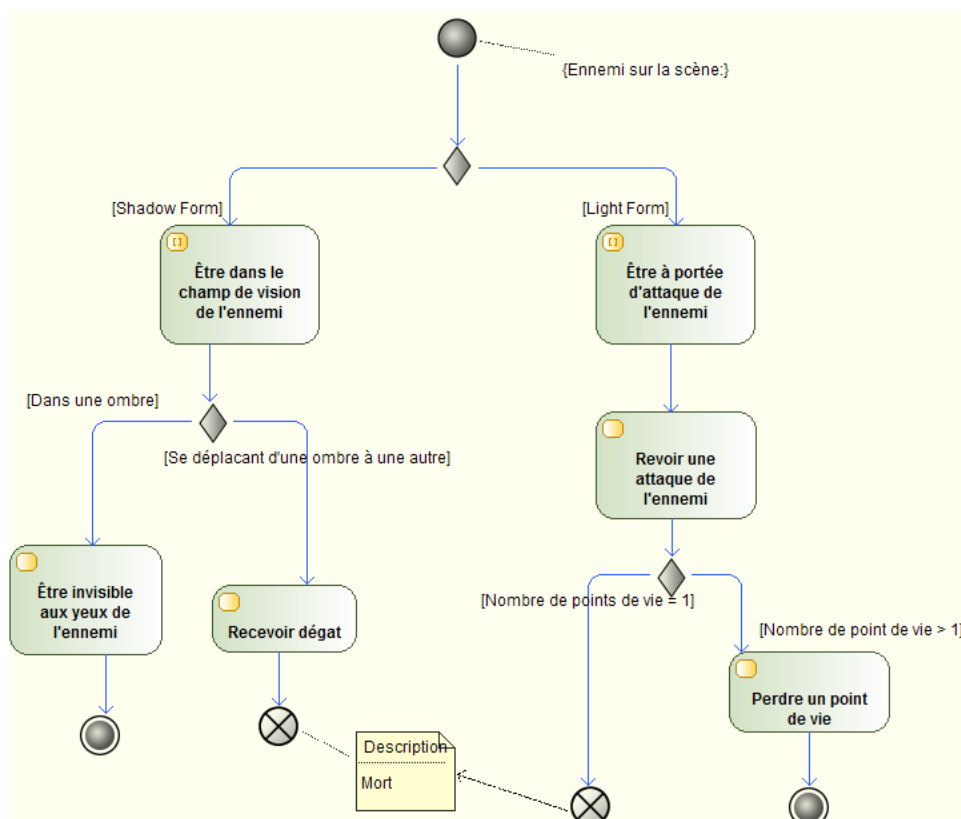 {Ennemi sur la scène:}
[Shadow Form]
[Light Form]
Être dans le
champ de vision
de l'ennemi
Être à portée
d'attaque de
l'ennemi
[Dans une ombre]
[Se déplacant d'une ombre à une autre]
Revoir une
attaque de
l'ennemi
Être invisible
aux yeux de
l'ennemi
Recevoir dégat
[Nombre de points de vie = 1]
[Nombre de point de vie > 1]
Perdre un point
de vie
Description
Mort